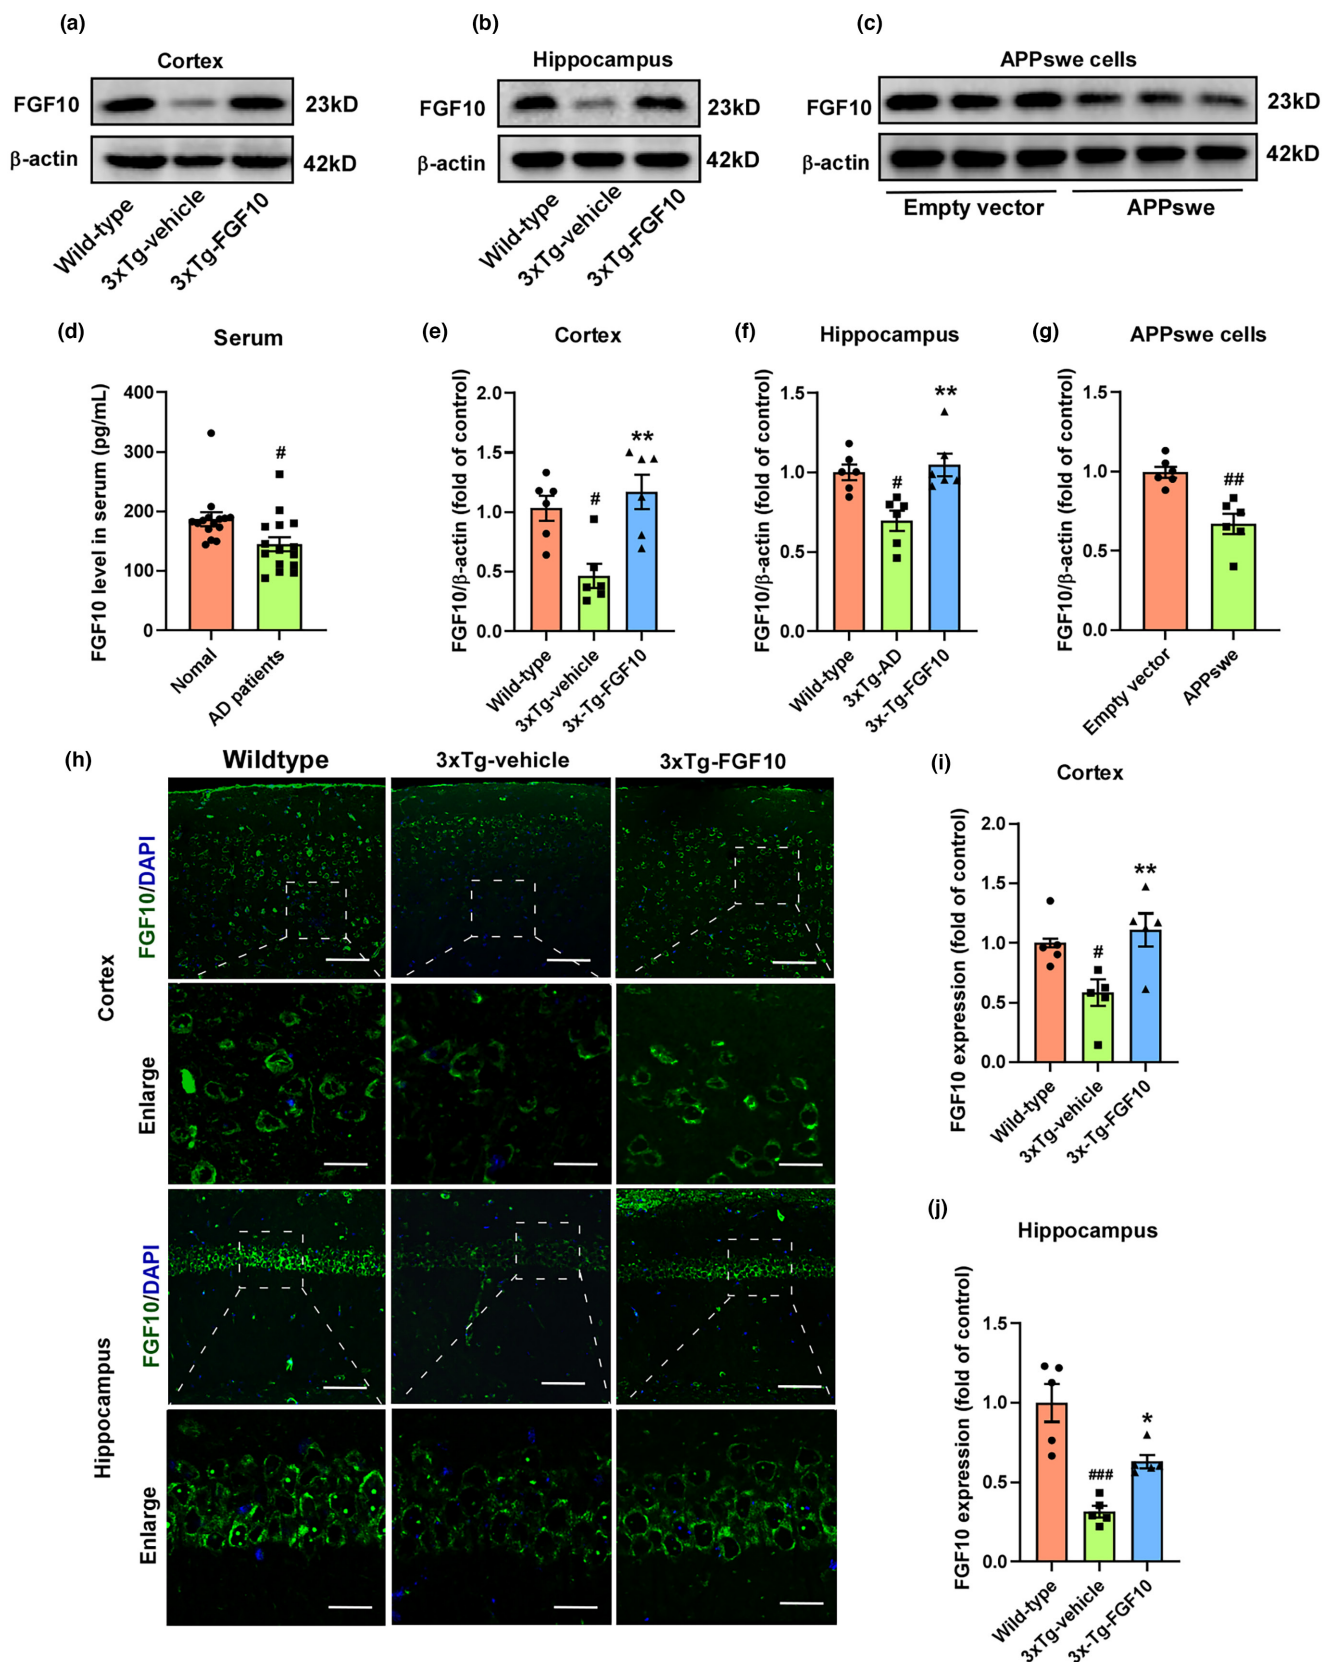 (a)
Cortex
FGF10
23kD
β-actin
42kD
Wild-type
3xTg-vehicle
3xTg-FGF10
(b)
Hippocampus
FGF10
23kD
β-actin
42kD
Wild-type
3xTg-vehicle
3xTg-FGF10
(c)
APPswe cells
FGF10
23kD
β-actin
42kD
Empty vector
APPswe
(d)
Serum
FGF10 level in serum (pg/mL)
400
300
200
100
0
#
Nomal
AD patients
(e)
Cortex
FGF10/β-actin (fold of control)
2.0
1.5
1.0
0.5
0.0
#
**
Wild-type
3xTg-vehicle
3x-Tg-FGF10
(f)
Hippocampus
FGF10/β-actin (fold of control)
1.5
1.0
0.5
0.0
#
**
Wild-type
3xTg-AD
3x-Tg-FGF10
(g)
APPswe cells
FGF10/β-actin (fold of control)
1.5
1.0
0.5
0.0
##
Empty vector
APPswe
(h)
Wildtype
3xTg-vehicle
3xTg-FGF10
Cortex
FGF10/DAPI
Enlarge
Hippocampus
FGF10/DAPI
Enlarge
(i)
Cortex
FGF10 expression (fold of control)
2.0
1.5
1.0
0.5
0.0
#
**
Wild-type
3xTg-vehicle
3x-Tg-FGF10
(j)
Hippocampus
FGF10 expression (fold of control)
1.5
1.0
0.5
0.0
###
*
Wild-type
3xTg-vehicle
3x-Tg-FGF10